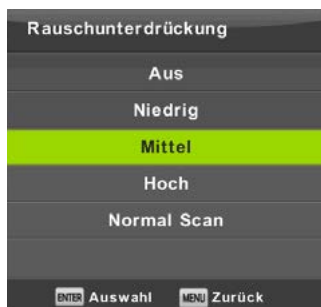 Rauschunterdrückung
Aus
Niedrig
Mittel
Hoch
Normal Scan
ENTER Auswahl MENU Zurück